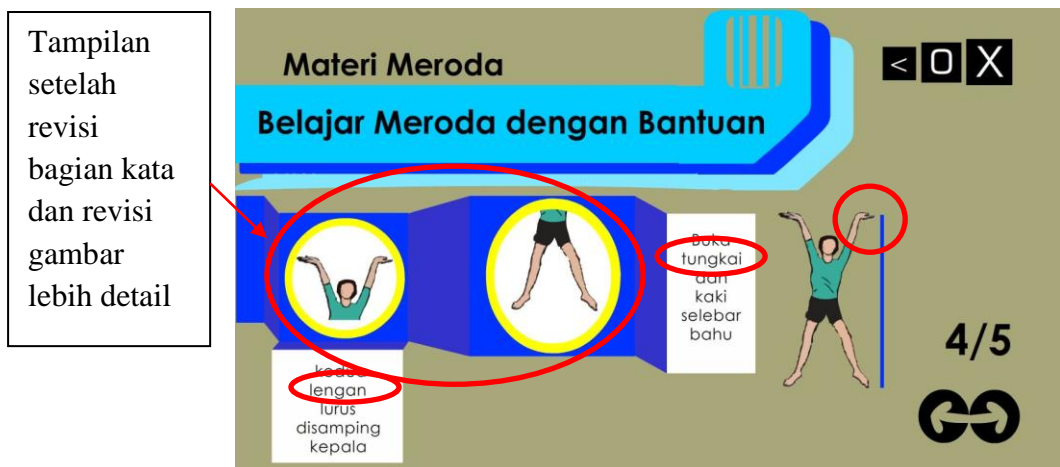 Tampilan
setelah
revisi
bagian kata
dan revisi
gambar
lebih detail
Materi Meroda
< O X
Belajar Meroda dengan Bantuan
Buka
tungkai
dan
kaki
selebar
bahu
kedua
lengan
lurus
disamping
kepala
4/5